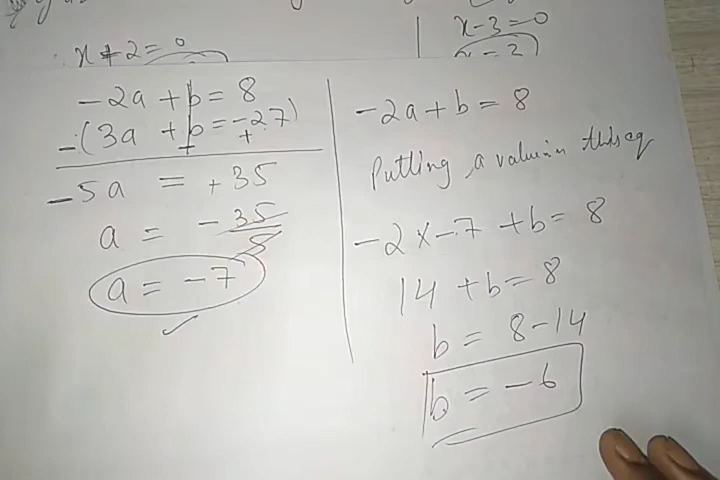 x+2=0
x-3=0
-2a+b=8
-(3a+b=-27)
-5a = +35
a = -35/5
a = -7
-2a+b=8
Putting a value in this eq
-2x-7+b=8
14+b=8
b = 8-14
b = -6